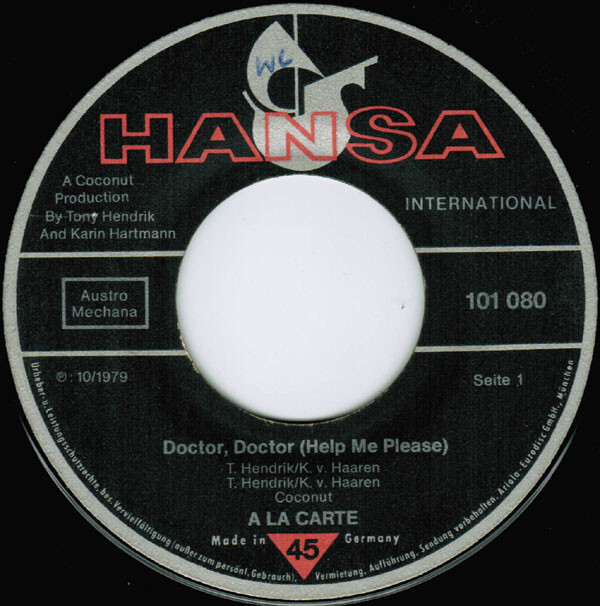 WC
HANSA
A Coconut
Production
By Tony Hendrik
And Karin Hartmann
INTERNATIONAL
Austro
Mechana
101 080
℗: 10/1979
Seite 1
Doctor, Doctor (Help Me Please)
T. Hendrik/K. v. Haaren
T. Hendrik/K. v. Haaren
Coconut
A LA CARTE
Made in 45 Germany
Urheber- u. Leistungsschutzrechte, bes. Vervielfältigung (außer zum persönl. Gebrauch), Vermietung, Aufführung, Sendung vorbehalten. Ariola-Eurodisc GmbH., München